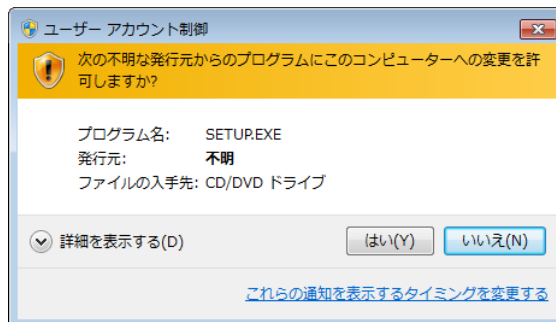 ユーザー アカウント制御
次の不明な発行元からのプログラムにこのコンピューターへの変更を許
可しますか?
プログラム名: SETUP.EXE
発行元: 不明
ファイルの入手先: CD/DVD ドライブ
詳細を表示する(D) はい(Y) いいえ(N)
これらの通知を表示するタイミングを変更する